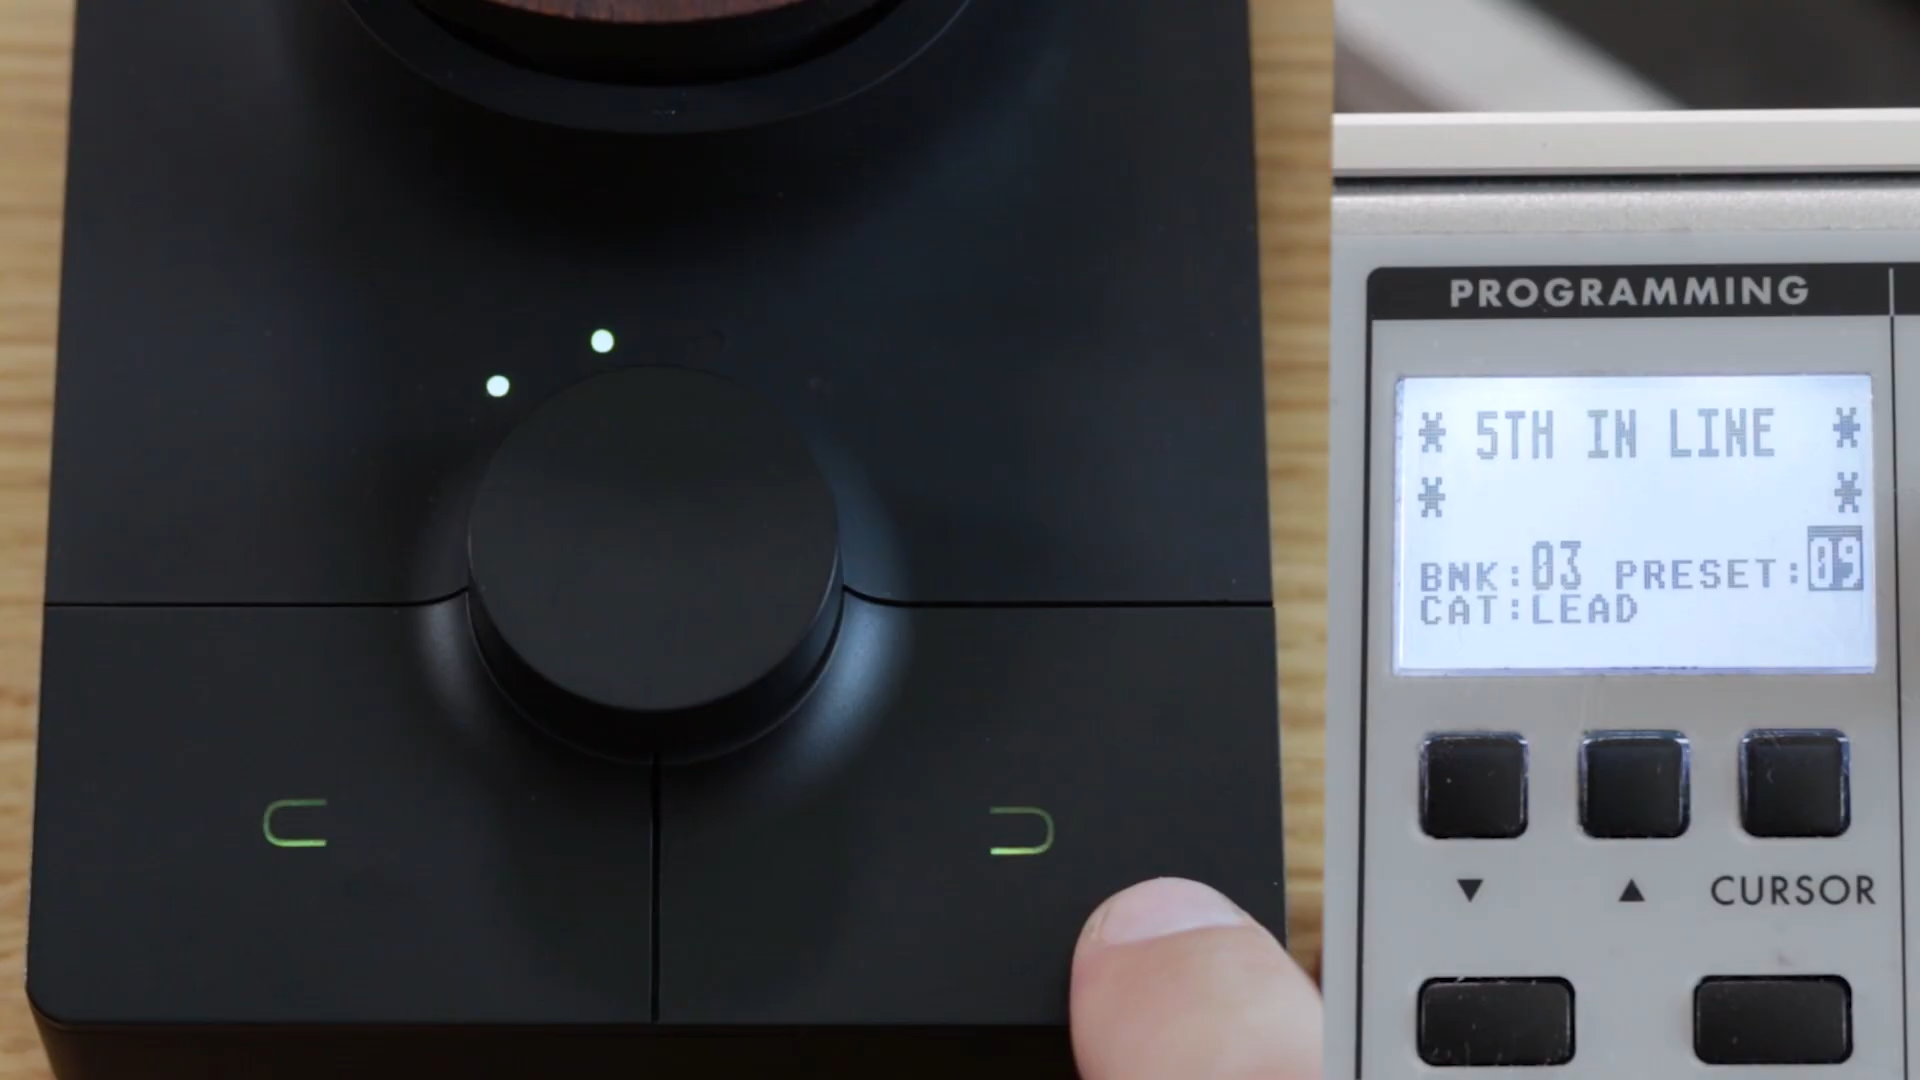 PROGRAMMING
* 5TH IN LINE *
* *
BNK:03 PRESET:09
CAT:LEAD
▼ ▲ CURSOR